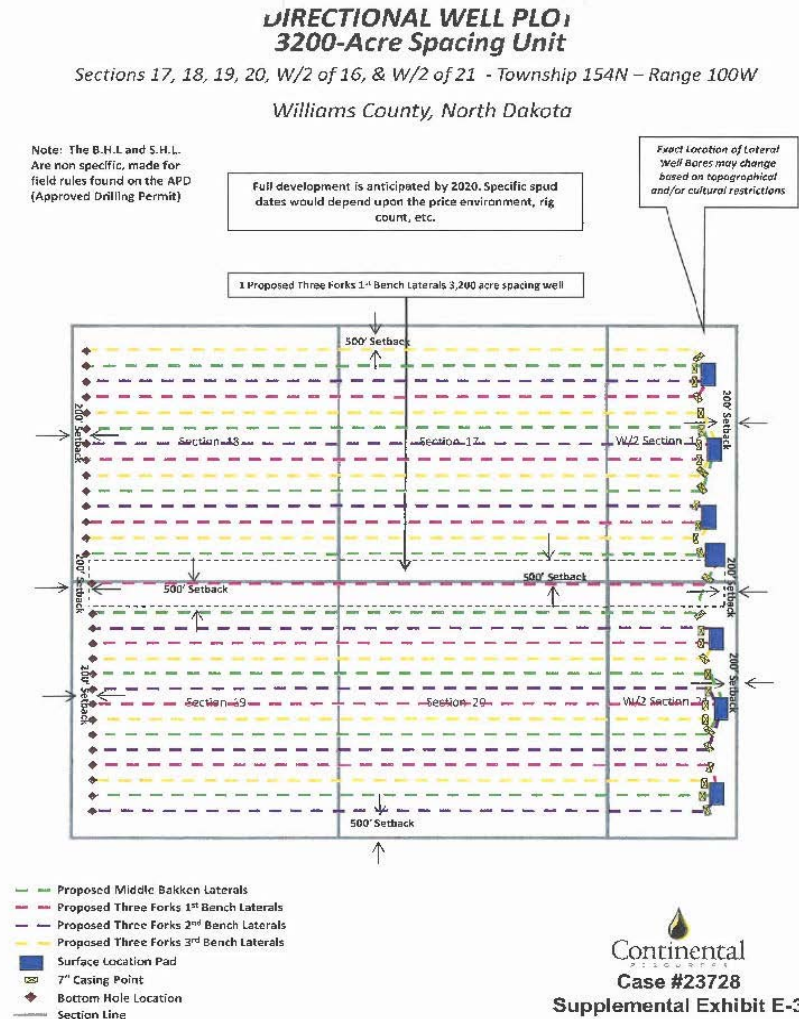 DIRECTIONAL WELL PLOT
3200-Acre Spacing Unit
Sections 17, 18, 19, 20, W/2 of 16, & W/2 of 21 - Township 154N – Range 100W
Williams County, North Dakota
Note: The B.H.L and S.H.L.
Are non specific, made for
field rules found on the APD
(Approved Drilling Permit)
Full development is anticipated by 2020. Specific spud
dates would depend upon the price environment, rig
count, etc.
Exact Location of Lateral
Well Bores may change
based on topographical
and/or cultural restrictions
1 Proposed Three Forks 1st Bench Laterals 3,200 acre spacing well
500' Setback
200' Setback
200' Setback
Section 18
Section 17
W/2 Section 16
200' Setback
500' Setback
500' Setback
200' Setback
200' Setback
200' Setback
Section 19
Section 20
W/2 Section
500' Setback
Proposed Middle Bakken Laterals
Proposed Three Forks 1st Bench Laterals
Proposed Three Forks 2nd Bench Laterals
Proposed Three Forks 3rd Bench Laterals
Surface Location Pad
7" Casing Point
Bottom Hole Location
Section Line
Continental
RESOURCES
Case #23728
Supplemental Exhibit E-3